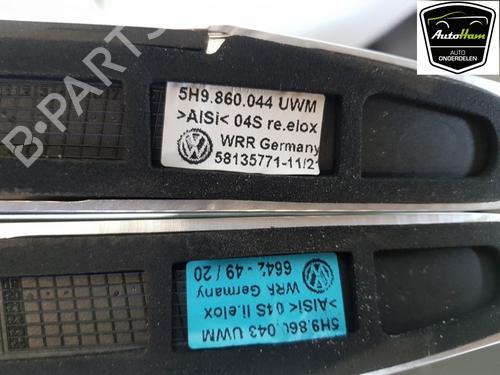 AutoHam
AUTO
ONDERDELEN
5H9.860.044 UWM
>AlSi< 04S re.elox
WRR Germany
58135771-11/21
B-Parts
5H9.860.043 UWM
>AlSi< 04S li.elox
WRR Germany
6642 - 49 / 20